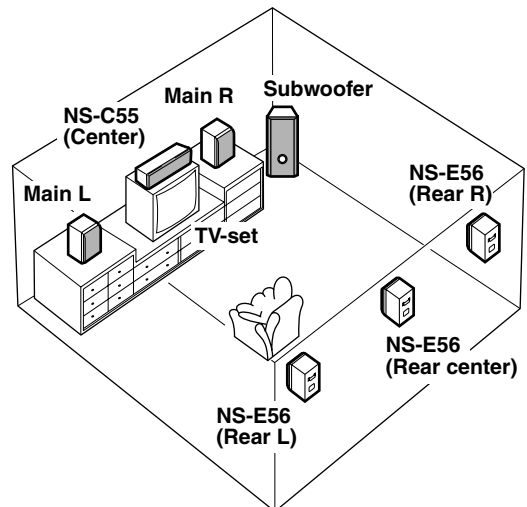 Subwoofer
Main R
NS-C55
(Center)
NS-E56
(Rear R)
Main L
TV-set
NS-E56
(Rear center)
NS-E56
(Rear L)